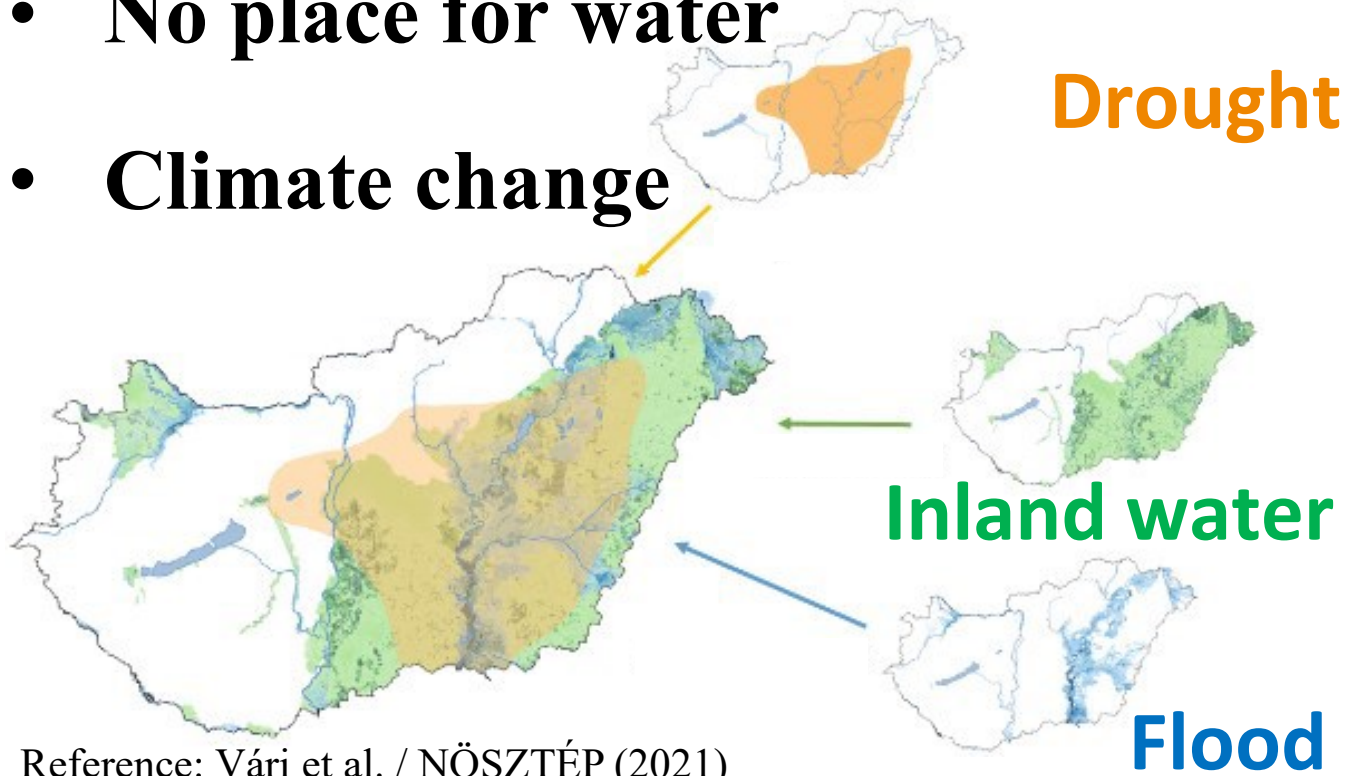 • No place for water
Drought
• Climate change
Inland water
Flood
Reference: Vári et al. / NÖSZTÉP (2021)